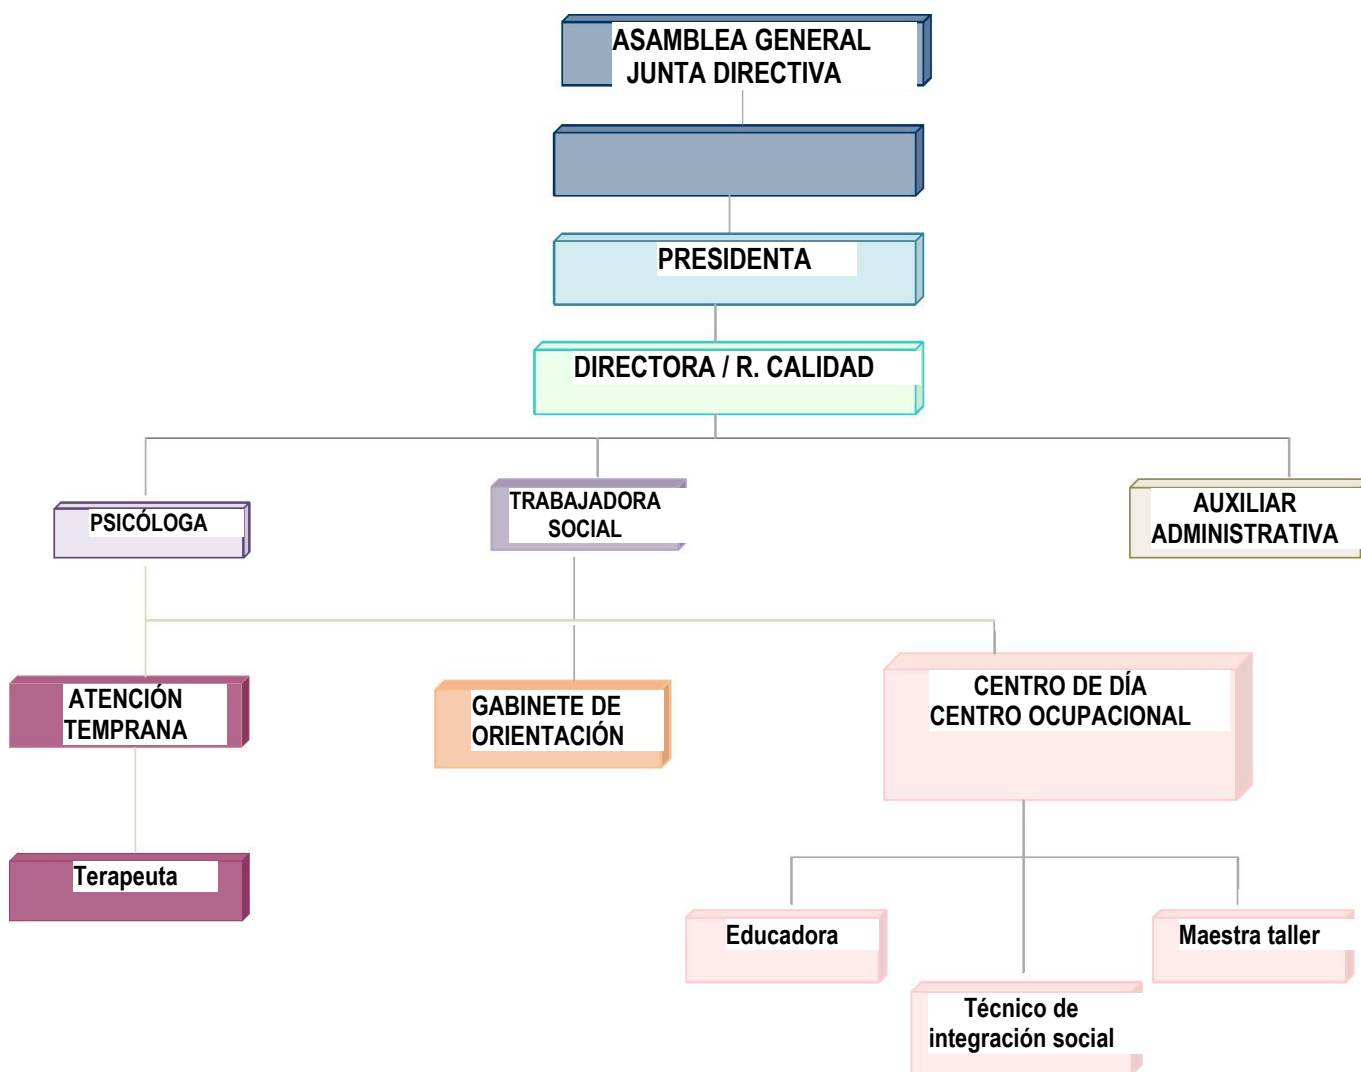 ASAMBLEA GENERAL
JUNTA DIRECTIVA
PRESIDENTA
DIRECTORA / R. CALIDAD
PSICÓLOGA
TRABAJADORA
SOCIAL
AUXILIAR
ADMINISTRATIVA
ATENCIÓN
TEMPRANA
GABINETE DE
ORIENTACIÓN
CENTRO DE DÍA
CENTRO OCUPACIONAL
Terapeuta
Educadora
Maestra taller
Técnico de
integración social